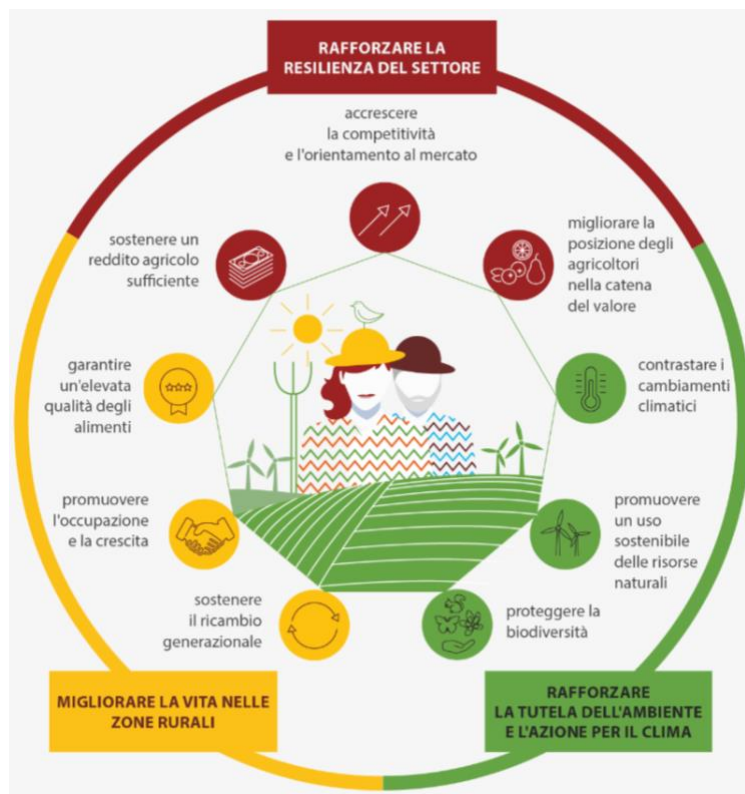 RAFFORZARE LA
RESILIENZA DEL SETTORE
accrescere
la competitività
e l'orientamento al mercato
sostenere un
reddito agricolo
sufficiente
migliorare la
posizione degli
agricoltori
nella catena
del valore
garantire
un'elevata
qualità degli
alimenti
contrastare i
cambiamenti
climatici
promuovere
l'occupazione
e la crescita
promuovere
un uso
sostenibile
delle risorse
naturali
sostenere
il ricambio
generazionale
proteggere la
biodiversità
MIGLIORARE LA VITA NELLE
ZONE RURALI
RAFFORZARE
LA TUTELA DELL'AMBIENTE
E L'AZIONE PER IL CLIMA